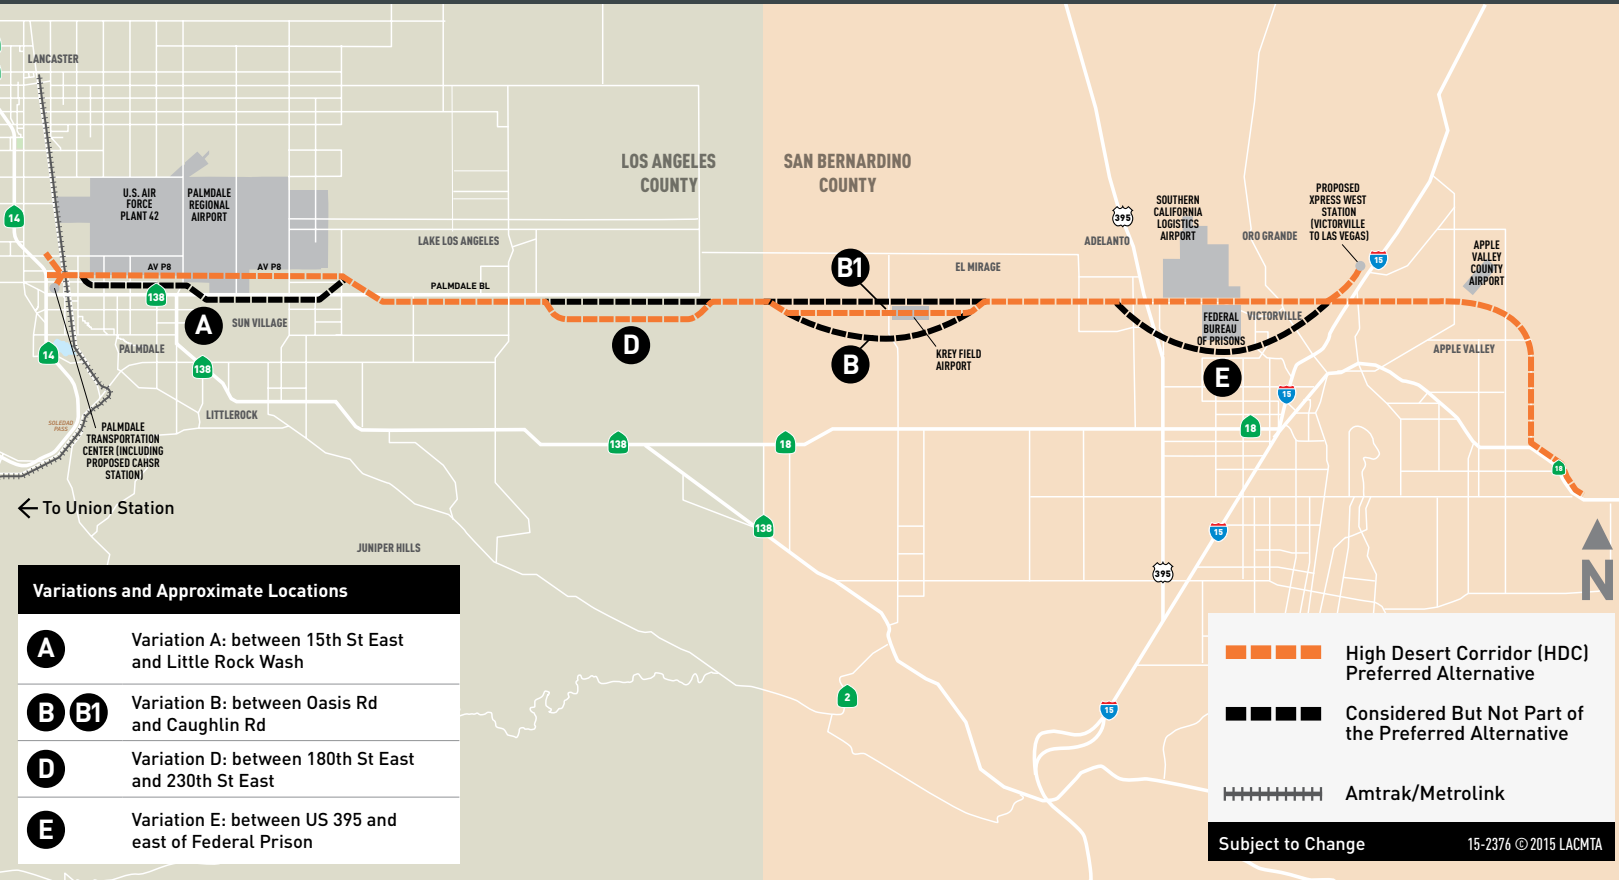 LANCASTER
U.S. AIR
FORCE
PLANT 42
PALMDALE
REGIONAL
AIRPORT
14
AV P8
AV P8
138
A
SUN VILLAGE
14
PALMDALE
138
LITTLEROCK
SOLEDAD
PASS
PALMDALE
TRANSPORTATION
CENTER (INCLUDING
PROPOSED CAHSR
STATION)
To Union Station
JUNIPER HILLS
LOS ANGELES
COUNTY
SAN BERNARDINO
COUNTY
LAKE LOS ANGELES
PALMDALE BL
D
138
18
138
B1
B
EL MIRAGE
KREY FIELD
AIRPORT
395
ADELANTO
SOUTHERN
CALIFORNIA
LOGISTICS
AIRPORT
ORO GRANDE
PROPOSED
XPRESS WEST
STATION
(VICTORVILLE
TO LAS VEGAS)
15
APPLE
VALLEY
COUNTY
AIRPORT
FEDERAL
BUREAU
OF PRISONS
VICTORVILLE
APPLE VALLEY
E
15
18
18
15
395
2
15
N
Variations and Approximate Locations
A
Variation A: between 15th St East
and Little Rock Wash
B B1
Variation B: between Oasis Rd
and Caughlin Rd
D
Variation D: between 180th St East
and 230th St East
E
Variation E: between US 395 and
east of Federal Prison
High Desert Corridor (HDC)
Preferred Alternative
Considered But Not Part of
the Preferred Alternative
Amtrak/Metrolink
Subject to Change
15-2376 © 2015 LACMTA